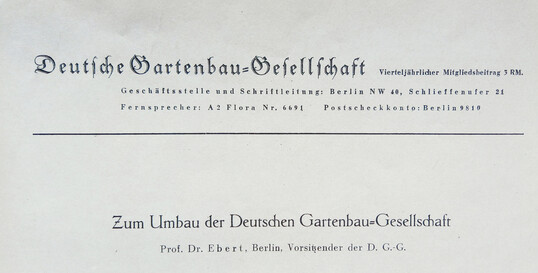 Deutſche Gartenbau=Geſellſchaft Vierteljährlicher Mitgliedsbeitrag 3 RM.
Geschäftsstelle und Schriftleitung: Berlin NW 40, Schlieffenufer 21
Fernsprecher: A2 Flora Nr. 6691 Postscheckkonto: Berlin 9810
Zum Umbau der Deutschen Gartenbau=Gesellschaft
Prof. Dr. Ebert, Berlin, Vorsitzender der D. G.-G.